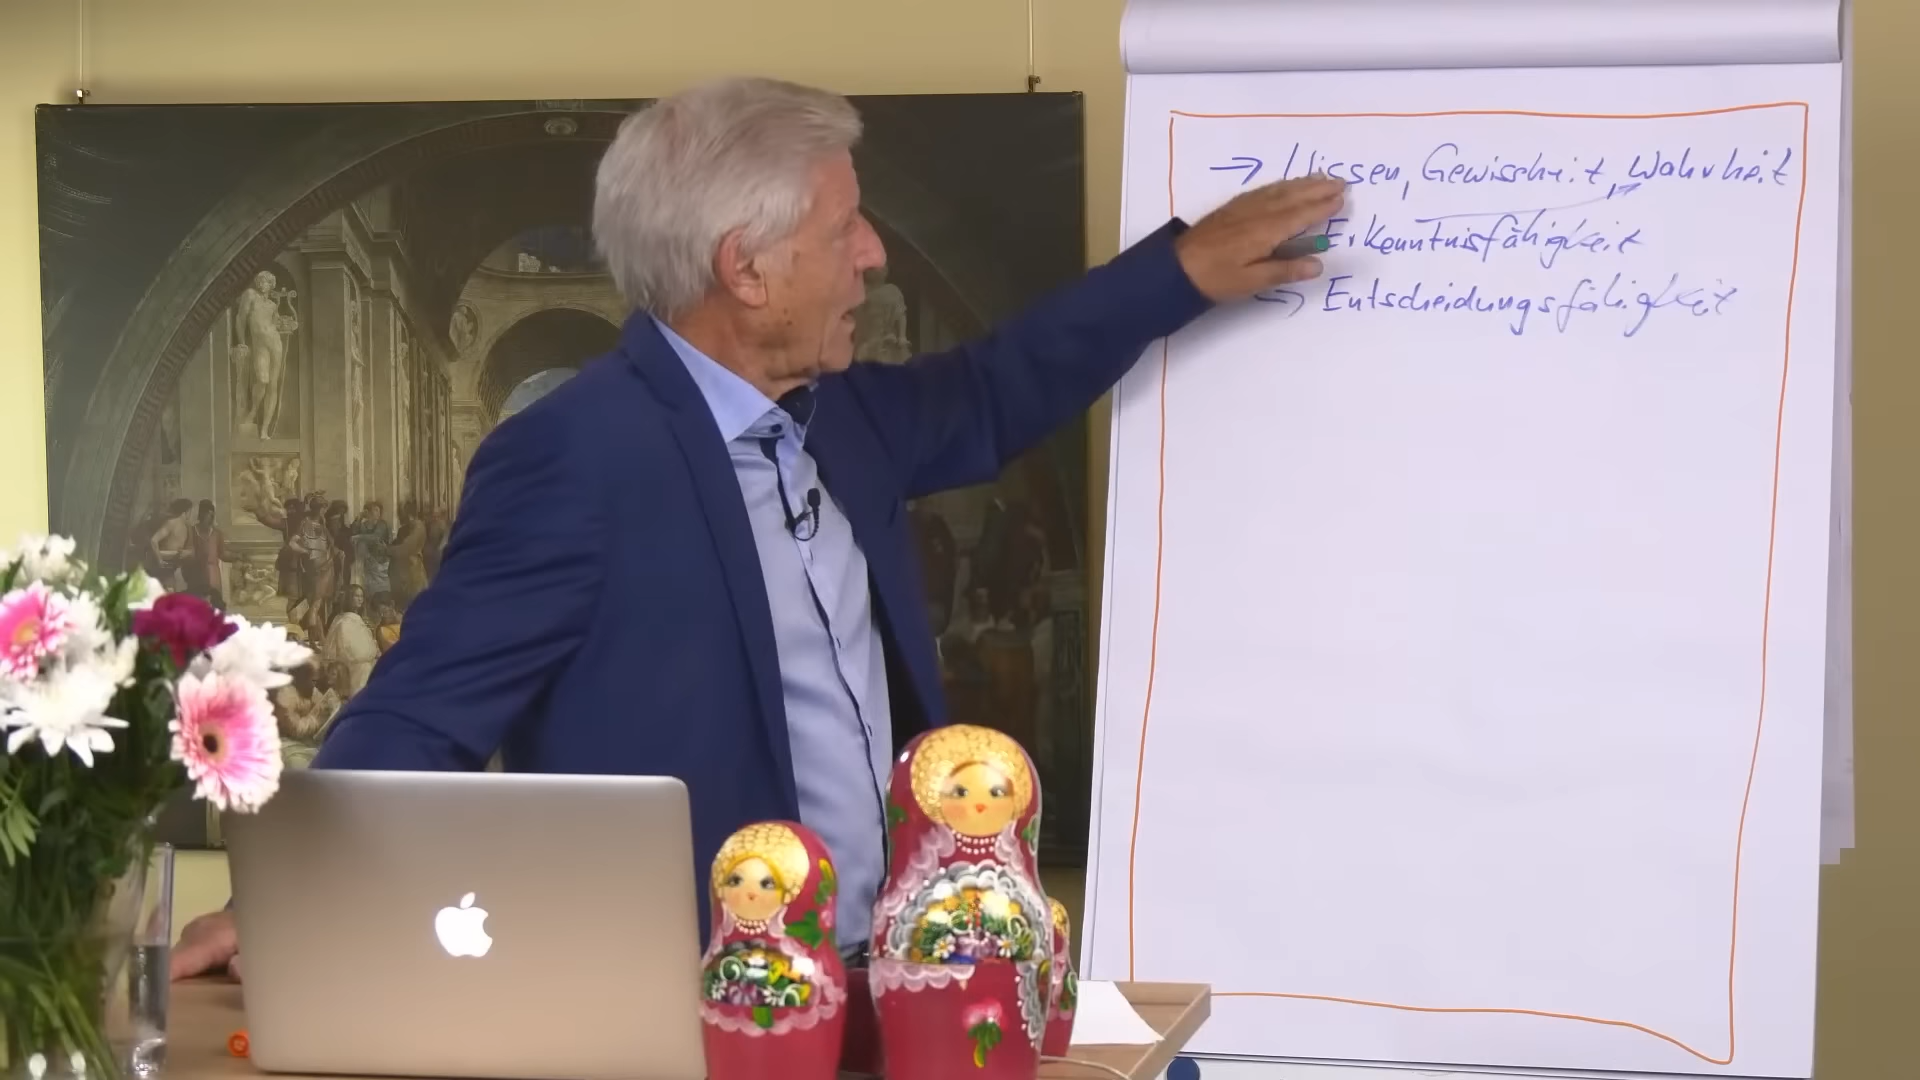 → Wissen, Gewissheit, Wahrheit
Erkenntnisfähigkeit
→ Entscheidungsfähigkeit